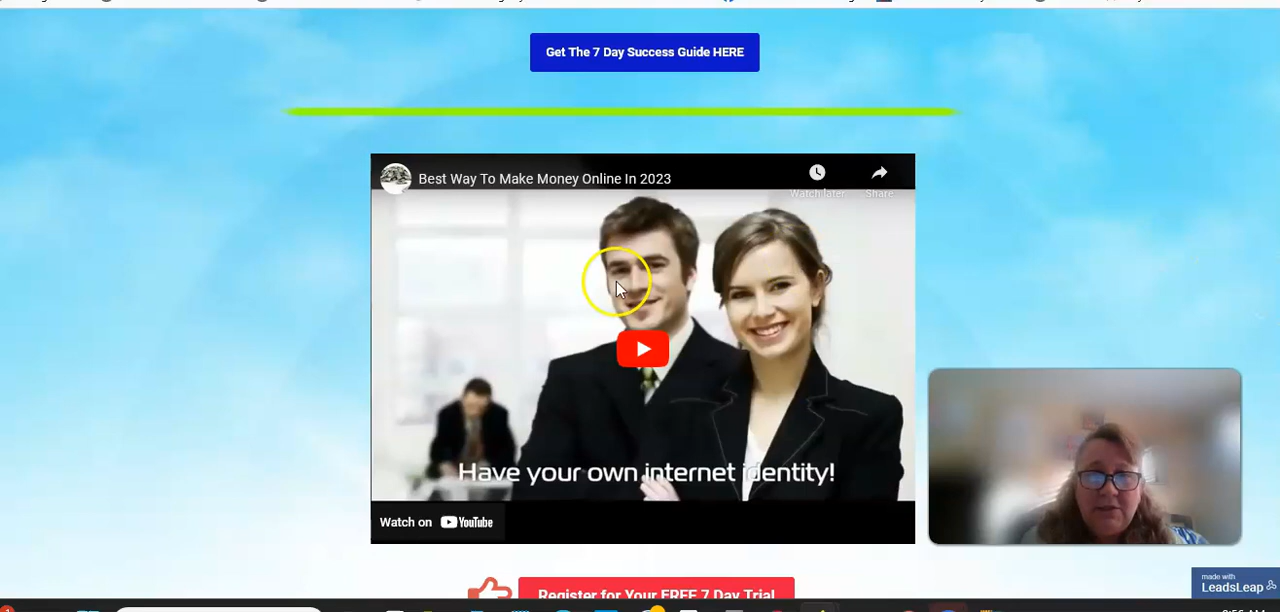 Get The 7 Day Success Guide HERE
Best Way To Make Money Online In 2023
Watch later
Share
Have your own internet identity!
Watch on YouTube
Register for Your FREE 7 Day Trial
made with
LeadsLeap